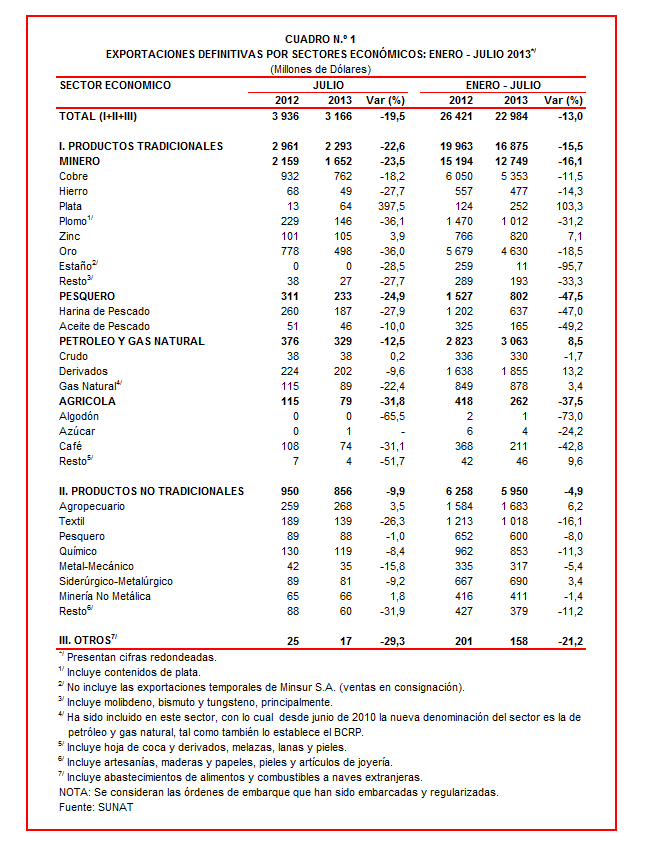 CUADRO N.º 1
EXPORTACIONES DEFINITIVAS POR SECTORES ECONÓMICOS: ENERO - JULIO 2013*/
(Millones de Dólares)
SECTOR ECONOMICO JULIO ENERO - JULIO
2012 2013 Var (%) 2012 2013 Var (%)
TOTAL (I+II+III) 3 936 3 166 -19,5 26 421 22 984 -13,0
I. PRODUCTOS TRADICIONALES 2 961 2 293 -22,6 19 963 16 875 -15,5
MINERO 2 159 1 652 -23,5 15 194 12 749 -16,1
Cobre 932 762 -18,2 6 050 5 353 -11,5
Hierro 68 49 -27,7 557 477 -14,3
Plata 13 64 397,5 124 252 103,3
Plomo1/ 229 146 -36,1 1 470 1 012 -31,2
Zinc 101 105 3,9 766 820 7,1
Oro 778 498 -36,0 5 679 4 630 -18,5
Estaño2/ 0 0 -28,5 259 11 -95,7
Resto3/ 38 27 -27,7 289 193 -33,3
PESQUERO 311 233 -24,9 1 527 802 -47,5
Harina de Pescado 260 187 -27,9 1 202 637 -47,0
Aceite de Pescado 51 46 -10,0 325 165 -49,2
PETROLEO Y GAS NATURAL 376 329 -12,5 2 823 3 063 8,5
Crudo 38 38 0,2 336 330 -1,7
Derivados 224 202 -9,6 1 638 1 855 13,2
Gas Natural4/ 115 89 -22,4 849 878 3,4
AGRICOLA 115 79 -31,8 418 262 -37,5
Algodón 0 0 -65,5 2 1 -73,0
Azúcar 0 1 - 6 4 -24,2
Café 108 74 -31,1 368 211 -42,8
Resto5/ 7 4 -51,7 42 46 9,6
II. PRODUCTOS NO TRADICIONALES 950 856 -9,9 6 258 5 950 -4,9
Agropecuario 259 268 3,5 1 584 1 683 6,2
Textil 189 139 -26,3 1 213 1 018 -16,1
Pesquero 89 88 -1,0 652 600 -8,0
Químico 130 119 -8,4 962 853 -11,3
Metal-Mecánico 42 35 -15,8 335 317 -5,4
Siderúrgico-Metalúrgico 89 81 -9,2 667 690 3,4
Minería No Metálica 65 66 1,8 416 411 -1,4
Resto6/ 88 60 -31,9 427 379 -11,2
III. OTROS7/ 25 17 -29,3 201 158 -21,2
*/ Presentan cifras redondeadas.
1/ Incluye contenidos de plata.
2/ No incluye las exportaciones temporales de Minsur S.A. (ventas en consignación).
3/ Incluye molibdeno, bismuto y tungsteno, principalmente.
4/ Ha sido incluido en este sector, con lo cual desde junio de 2010 la nueva denominación del sector es la de
petróleo y gas natural, tal como también lo establece el BCRP.
5/ Incluye hoja de coca y derivados, melazas, lanas y pieles.
6/ Incluye artesanías, maderas y papeles, pieles y artículos de joyería.
7/ Incluye abastecimientos de alimentos y combustibles a naves extranjeras.
NOTA: Se consideran las órdenes de embarque que han sido embarcadas y regularizadas.
Fuente: SUNAT